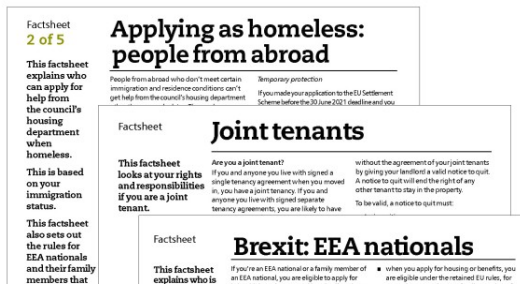 Factsheet
2 of 5
This factsheet
explains who
can apply for
help from
the council's
housing
department
when
homeless.
This is based
on your
immigration
status.
This factsheet
also sets out
the rules for
EEA nationals
and their family
members that
Applying as homeless:
people from abroad
People from abroad who don't meet certain
immigration and residence conditions can't
get help from the council's housing department
Temporary protection
If you made your application to the EU Settlement
Scheme before the 30 June 2021 deadline and you
Factsheet
This factsheet
looks at your rights
and responsibilities
if you are a joint
tenant.
Joint tenants
Are you a joint tenant?
If you and anyone you live with signed a
single tenancy agreement when you moved
in, you have a joint tenancy. If you and
anyone you live with signed separate
tenancy agreements, you are likely to have
without the agreement of your joint tenants
by giving your landlord a valid notice to quit.
A notice to quit will end the right of any
other tenant to stay in the property.
To be valid, a notice to quit must:
Factsheet
This factsheet
explains who is
Brexit: EEA nationals
If you're an EEA national or a family member of
an EEA national, you are eligible to apply for
▪ when you apply for housing or benefits, you
are eligible under the retained EU rules, for